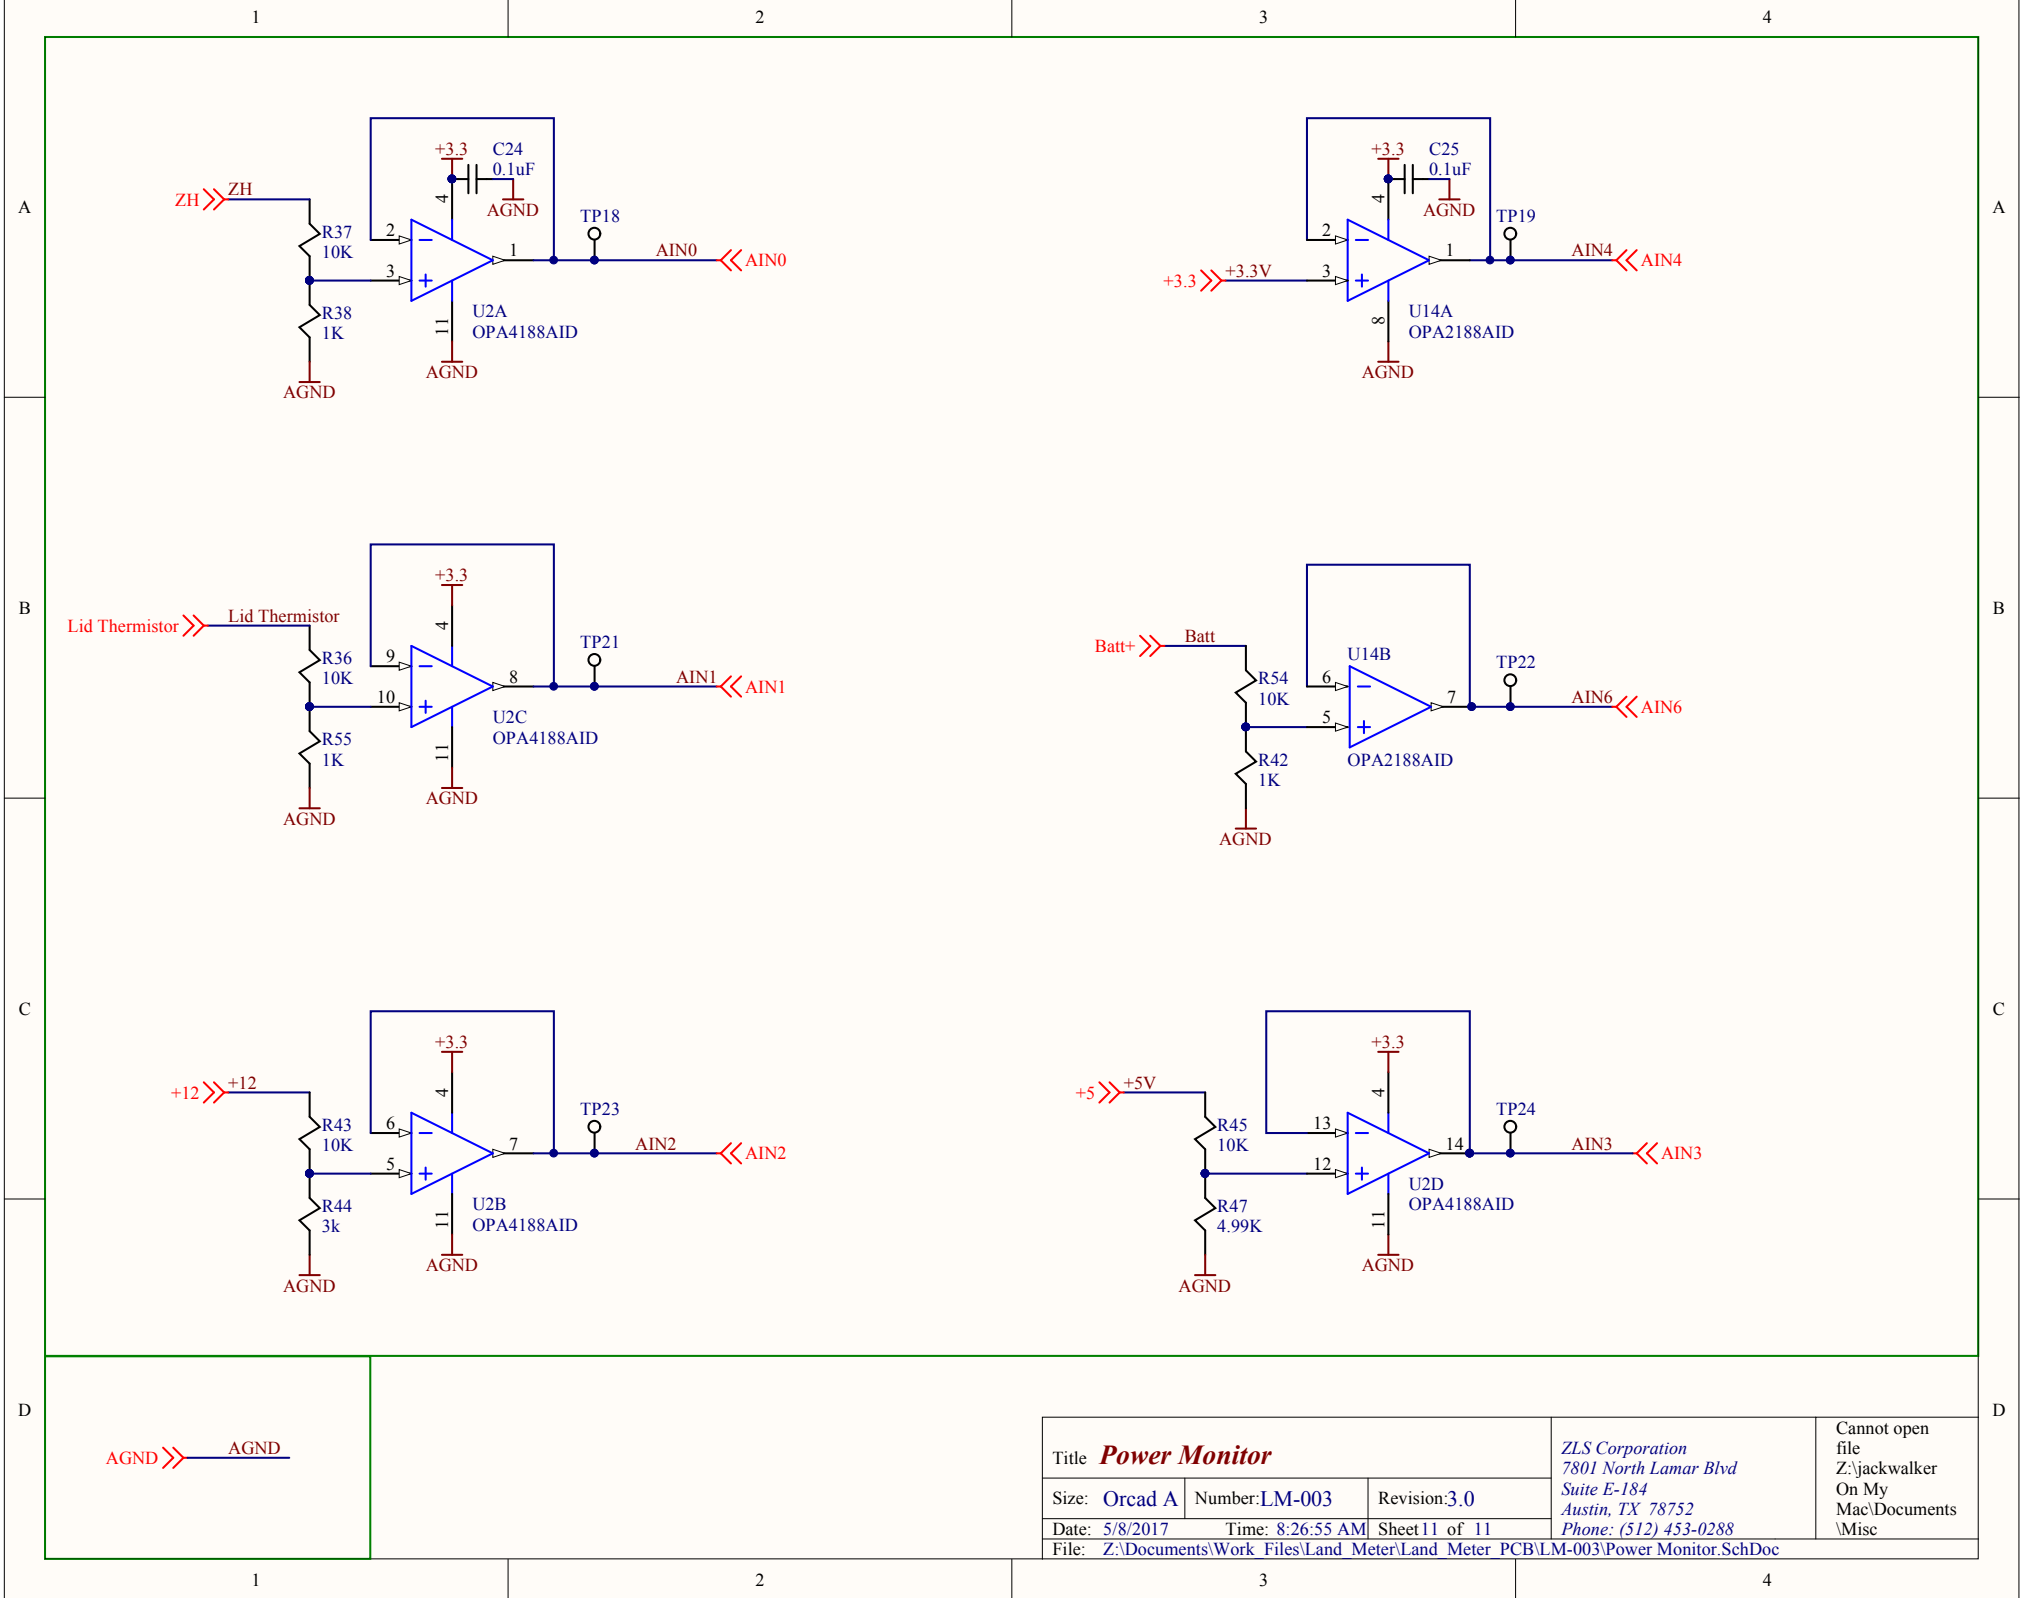 1 2 3 4
A A
ZH ZH
R37
10K
R38
1K
AGND
+3.3
C24
0.1uF
AGND
4
2
3
1
11
U2A
OPA4188AID
AGND
TP18
AIN0 AIN0
+3.3 +3.3V
+3.3
C25
0.1uF
AGND
4
2
3
1
8
U14A
OPA2188AID
AGND
TP19
AIN4 AIN4
B B
Lid Thermistor Lid Thermistor
R36
10K
R55
1K
AGND
+3.3
4
9
10
8
11
U2C
OPA4188AID
AGND
TP21
AIN1 AIN1
Batt+ Batt
R54
10K
R42
1K
AGND
U14B
6
5
7
OPA2188AID
TP22
AIN6 AIN6
C C
+12 +12
R43
10K
R44
3k
AGND
+3.3
4
6
5
7
11
U2B
OPA4188AID
AGND
TP23
AIN2 AIN2
+5 +5V
R45
10K
R47
4.99K
AGND
+3.3
4
13
12
14
11
U2D
OPA4188AID
AGND
TP24
AIN3 AIN3
D D
AGND AGND
Title Power Monitor
Size: Orcad A Number:LM-003 Revision:3.0
Date: 5/8/2017 Time: 8:26:55 AM Sheet 11 of 11
File: Z:\Documents\Work_Files\Land_Meter\Land_Meter_PCB\LM-003\Power Monitor.SchDoc
ZLS Corporation
7801 North Lamar Blvd
Suite E-184
Austin, TX 78752
Phone: (512) 453-0288
Cannot open
file
Z:\jackwalker
On My
Mac\Documents
\Misc
1 2 3 4